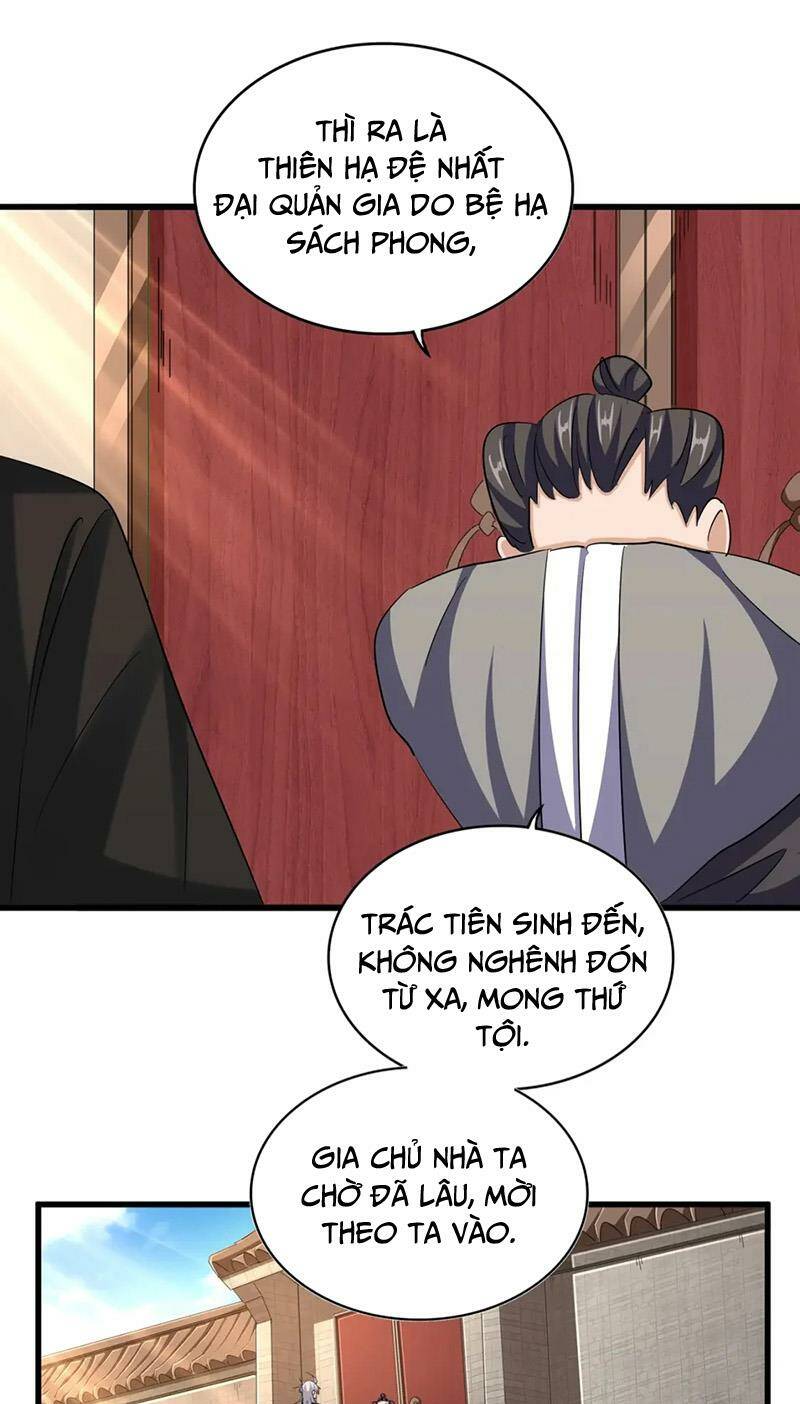 THÌ RA LÀ
THIÊN HẠ ĐỆ NHẤT
ĐẠI QUẢN GIA DO BỆ HẠ
SÁCH PHONG,
TRÁC TIÊN SINH ĐẾN,
KHÔNG NGHÊNH ĐÓN
TỪ XA, MONG THỨ
TỘI.
GIA CHỦ NHÀ TA
CHỜ ĐÃ LÂU, MỜI
THEO TA VÀO.